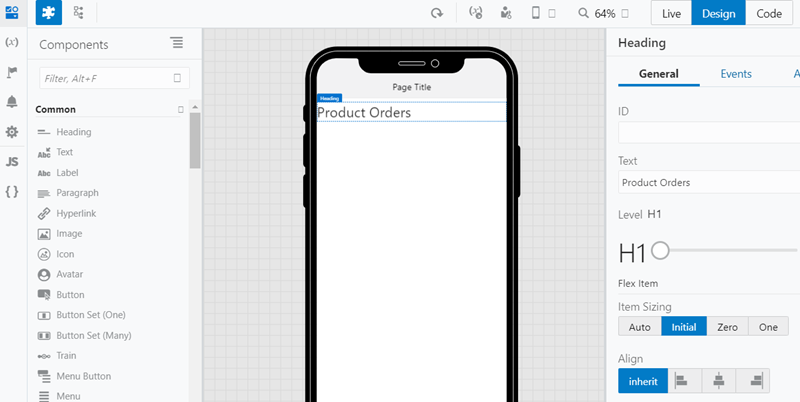 64%
Live
Design
Code
(x)
JS
{ }
Components
Filter, Alt+F
Common
Heading
Abc
Text
Abc
Label
Paragraph
Hyperlink
Image
Icon
Avatar
Button
Button Set (One)
Button Set (Many)
Train
Menu Button
Menu
Page Title
Heading
Product Orders
Heading
General
Events
A
ID
Text
Product Orders
Level H1
H1
Flex Item
Item Sizing
Auto
Initial
Zero
One
Align
inherit